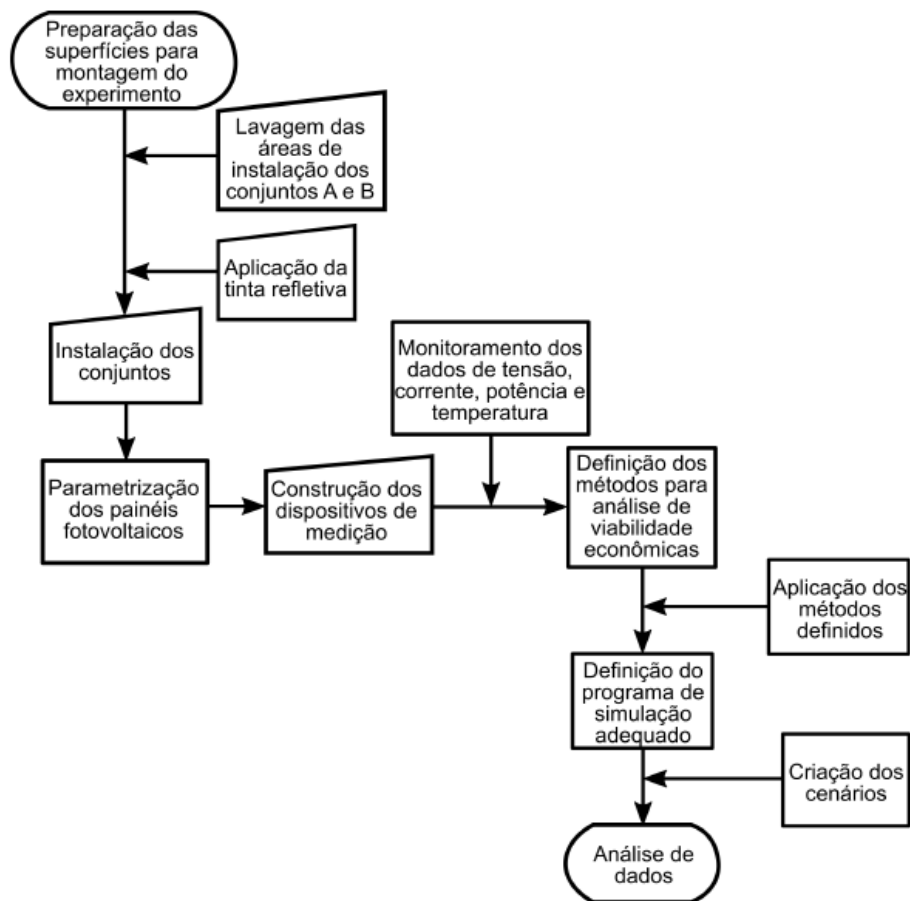 Preparação das
superfícies para
montagem do
experimento
Lavagem das
áreas de
instalação dos
conjuntos A e B
Aplicação da
tinta refletiva
Instalação dos
conjuntos
Parametrização
dos painéis
fotovoltaicos
Construção dos
dispositivos de
medição
Monitoramento dos
dados de tensão,
corrente, potência e
temperatura
Definição dos
métodos para
análise de
viabilidade
econômicas
Aplicação dos
métodos
definidos
Definição do
programa de
simulação
adequado
Criação dos
cenários
Análise de
dados